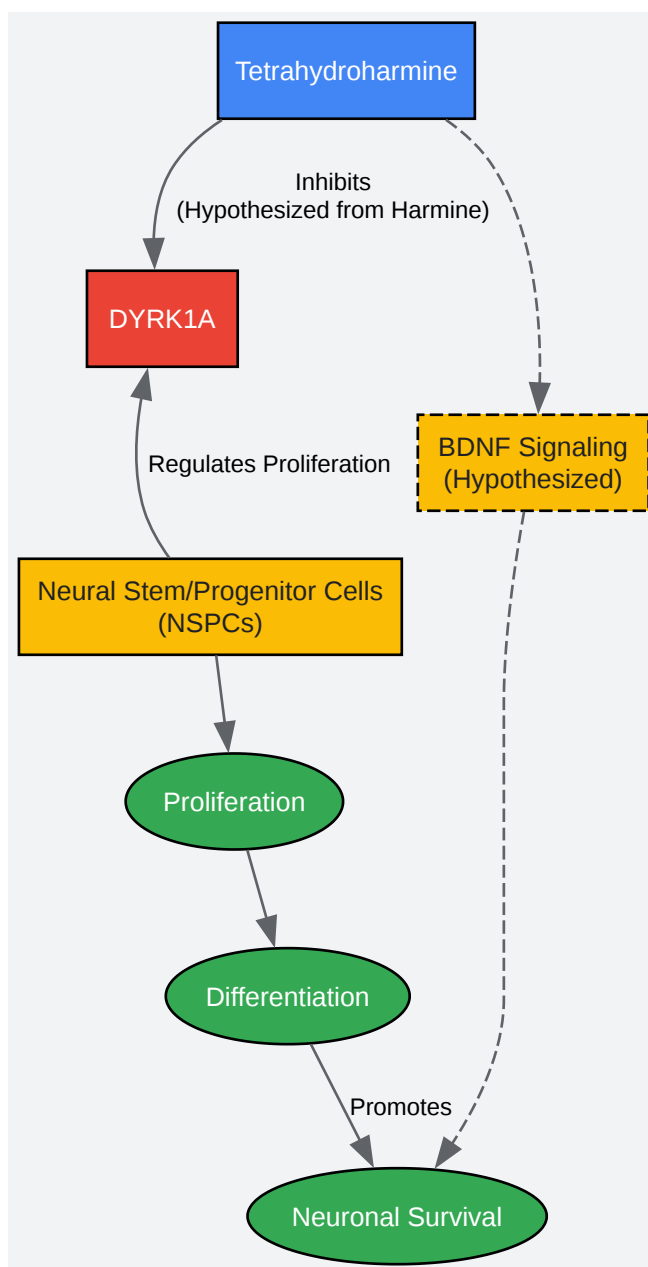 Tetrahydroharmine
Inhibits
(Hypothesized from Harmine)
DYRK1A
BDNF Signaling
(Hypothesized)
Regulates Proliferation
Neural Stem/Progenitor Cells
(NSPCs)
Proliferation
Differentiation
Promotes
Neuronal Survival